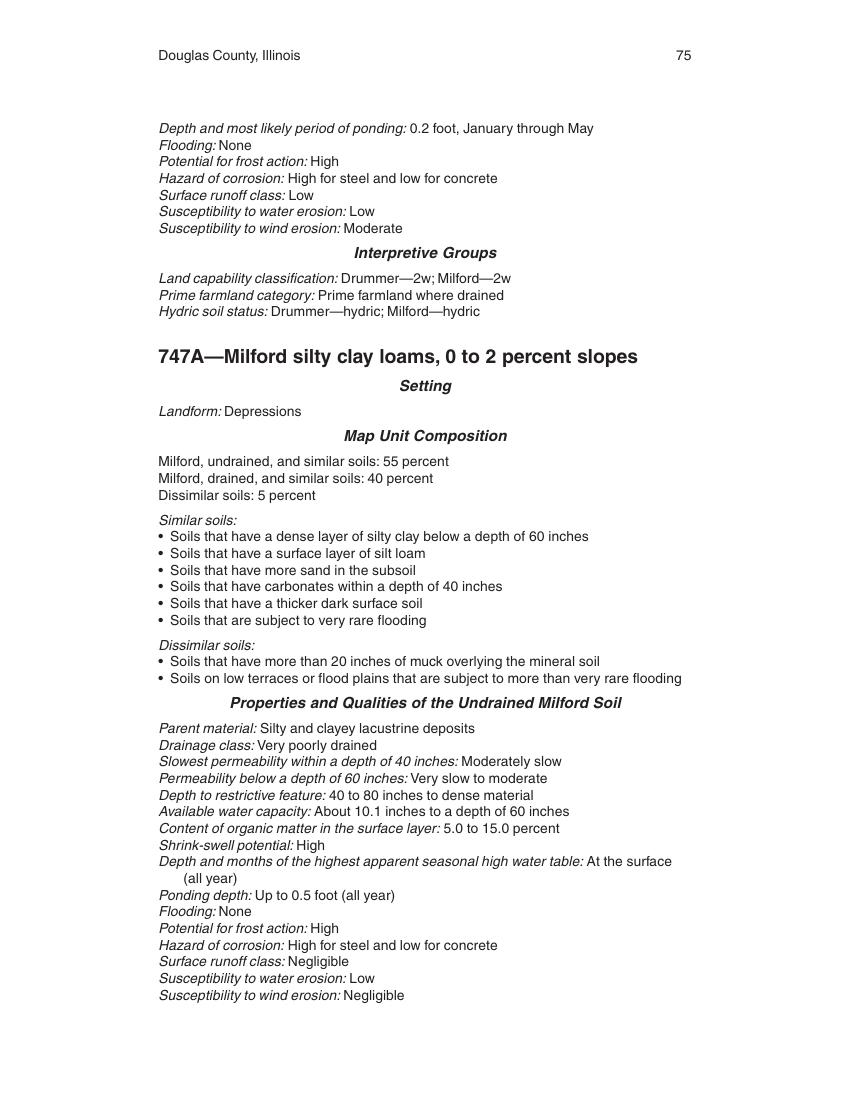 Douglas County, Illinois 75
Depth and most likely period of ponding: 0.2 foot, January through May
Flooding: None
Potential for frost action: High
Hazard of corrosion: High for steel and low for concrete
Surface runoff class: Low
Susceptibility to water erosion: Low
Susceptibility to wind erosion: Moderate
Interpretive Groups
Land capability classification: Drummer—2w; Milford—2w
Prime farmland category: Prime farmland where drained
Hydric soil status: Drummer—hydric; Milford—hydric
747A—Milford silty clay loams, 0 to 2 percent slopes
Setting
Landform: Depressions
Map Unit Composition
Milford, undrained, and similar soils: 55 percent
Milford, drained, and similar soils: 40 percent
Dissimilar soils: 5 percent
Similar soils:
• Soils that have a dense layer of silty clay below a depth of 60 inches
• Soils that have a surface layer of silt loam
• Soils that have more sand in the subsoil
• Soils that have carbonates within a depth of 40 inches
• Soils that have a thicker dark surface soil
• Soils that are subject to very rare flooding
Dissimilar soils:
• Soils that have more than 20 inches of muck overlying the mineral soil
• Soils on low terraces or flood plains that are subject to more than very rare flooding
Properties and Qualities of the Undrained Milford Soil
Parent material: Silty and clayey lacustrine deposits
Drainage class: Very poorly drained
Slowest permeability within a depth of 40 inches: Moderately slow
Permeability below a depth of 60 inches: Very slow to moderate
Depth to restrictive feature: 40 to 80 inches to dense material
Available water capacity: About 10.1 inches to a depth of 60 inches
Content of organic matter in the surface layer: 5.0 to 15.0 percent
Shrink-swell potential: High
Depth and months of the highest apparent seasonal high water table: At the surface
(all year)
Ponding depth: Up to 0.5 foot (all year)
Flooding: None
Potential for frost action: High
Hazard of corrosion: High for steel and low for concrete
Surface runoff class: Negligible
Susceptibility to water erosion: Low
Susceptibility to wind erosion: Negligible